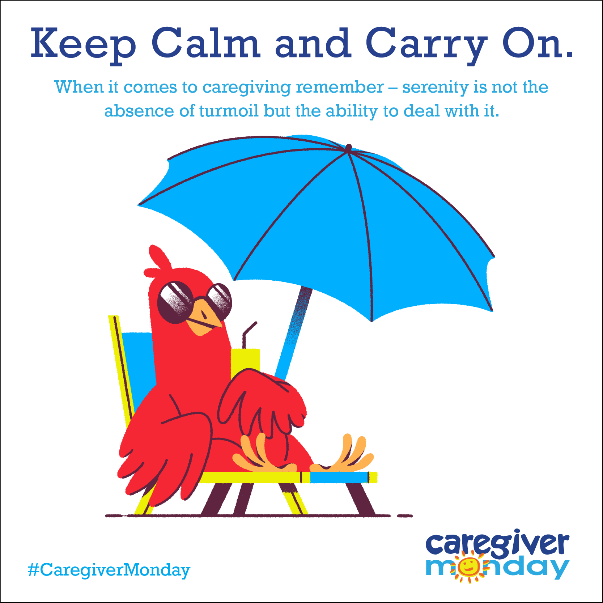 Keep Calm and Carry On.
When it comes to caregiving remember – serenity is not the
absence of turmoil but the ability to deal with it.
#CaregiverMonday
caregiver
monday